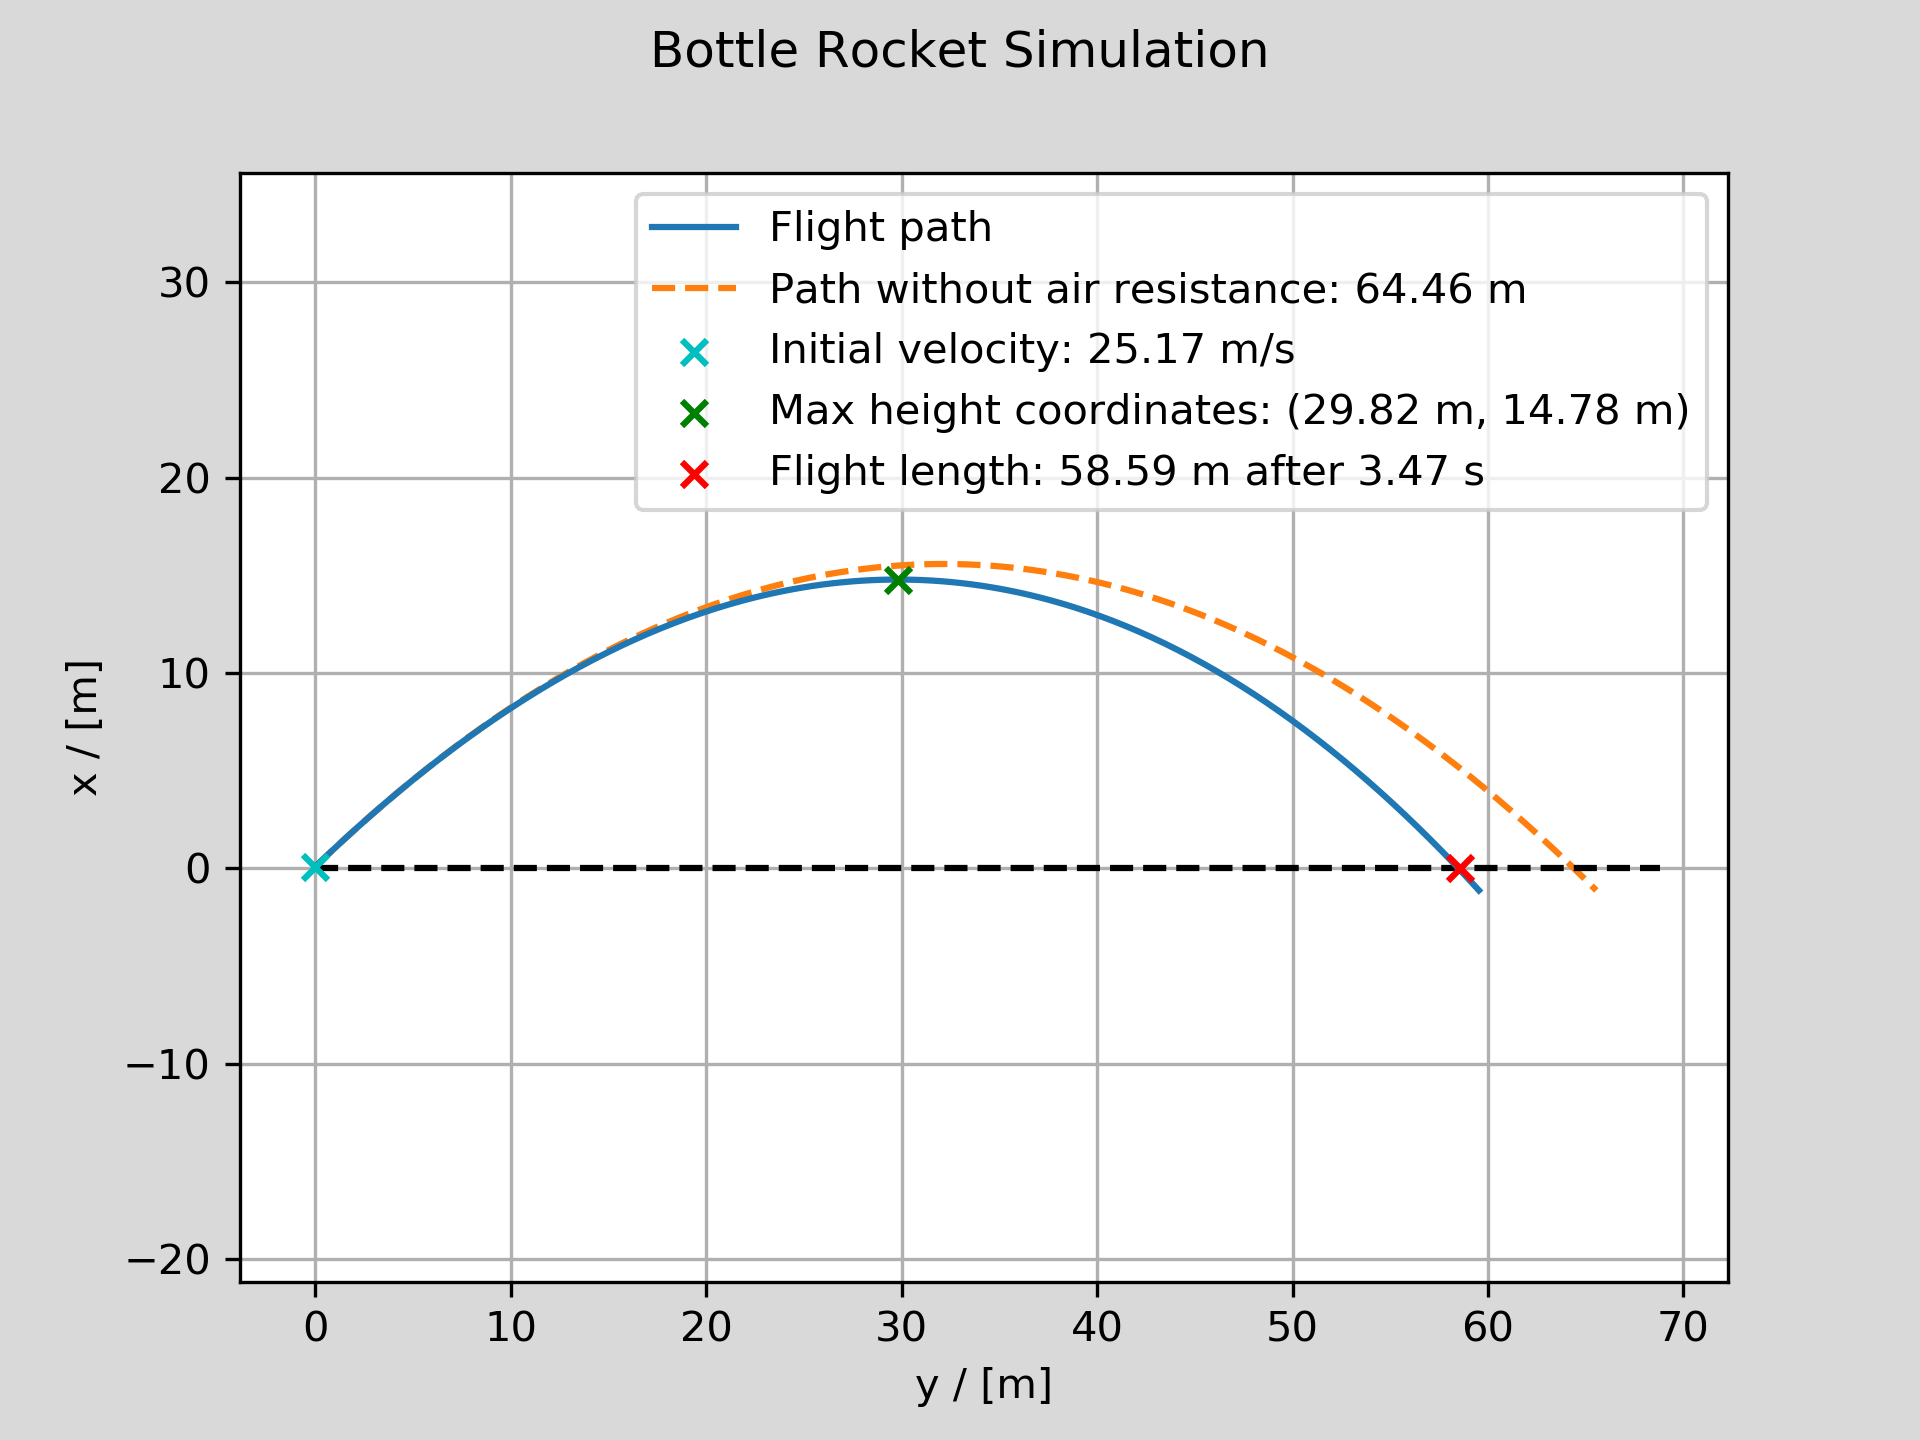 Bottle Rocket Simulation
Flight path
Path without air resistance: 64.46 m
Initial velocity: 25.17 m/s
Max height coordinates: (29.82 m, 14.78 m)
Flight length: 58.59 m after 3.47 s
x / [m]
30
20
10
0
−10
−20
0 10 20 30 40 50 60 70
y / [m]